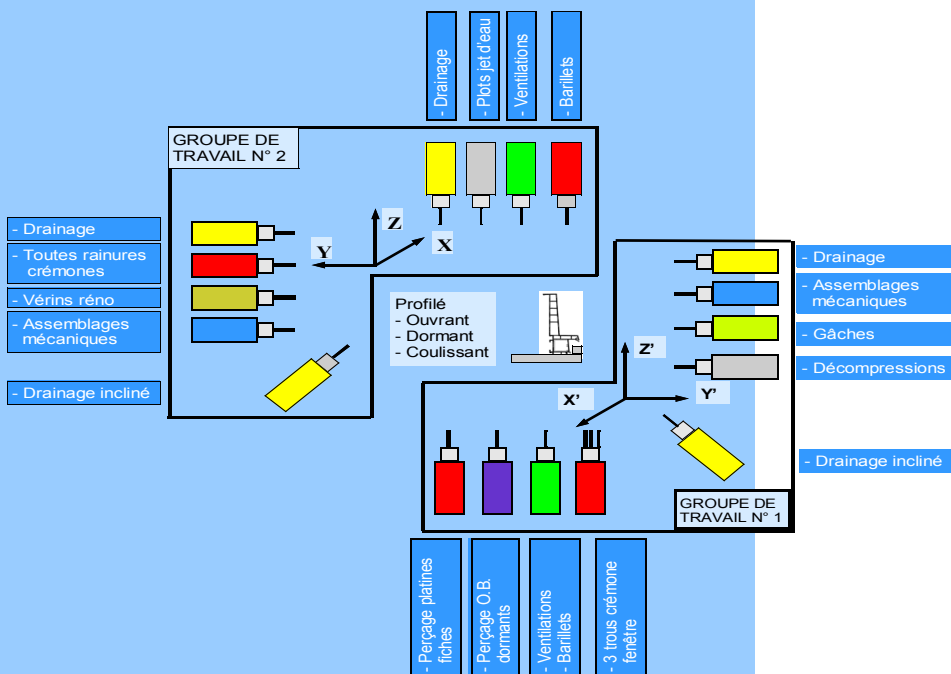 - Drainage
- Plots jet d'eau
- Ventilations
- Barillets
GROUPE DE
TRAVAIL N° 2
- Drainage
- Toutes rainures
crémones
- Vérins réno
- Assemblages
mécaniques
- Drainage incliné
Z
Y
X
Profilé
- Ouvrant
- Dormant
- Coulissant
- Drainage
- Assemblages
mécaniques
- Gâches
- Décompressions
- Drainage incliné
Z'
X'
Y'
GROUPE DE
TRAVAIL N° 1
- Perçage platines
fiches
- Perçage O.B.
dormants
- Ventilations
- Barillets
- 3 trous crémone
fenêtre